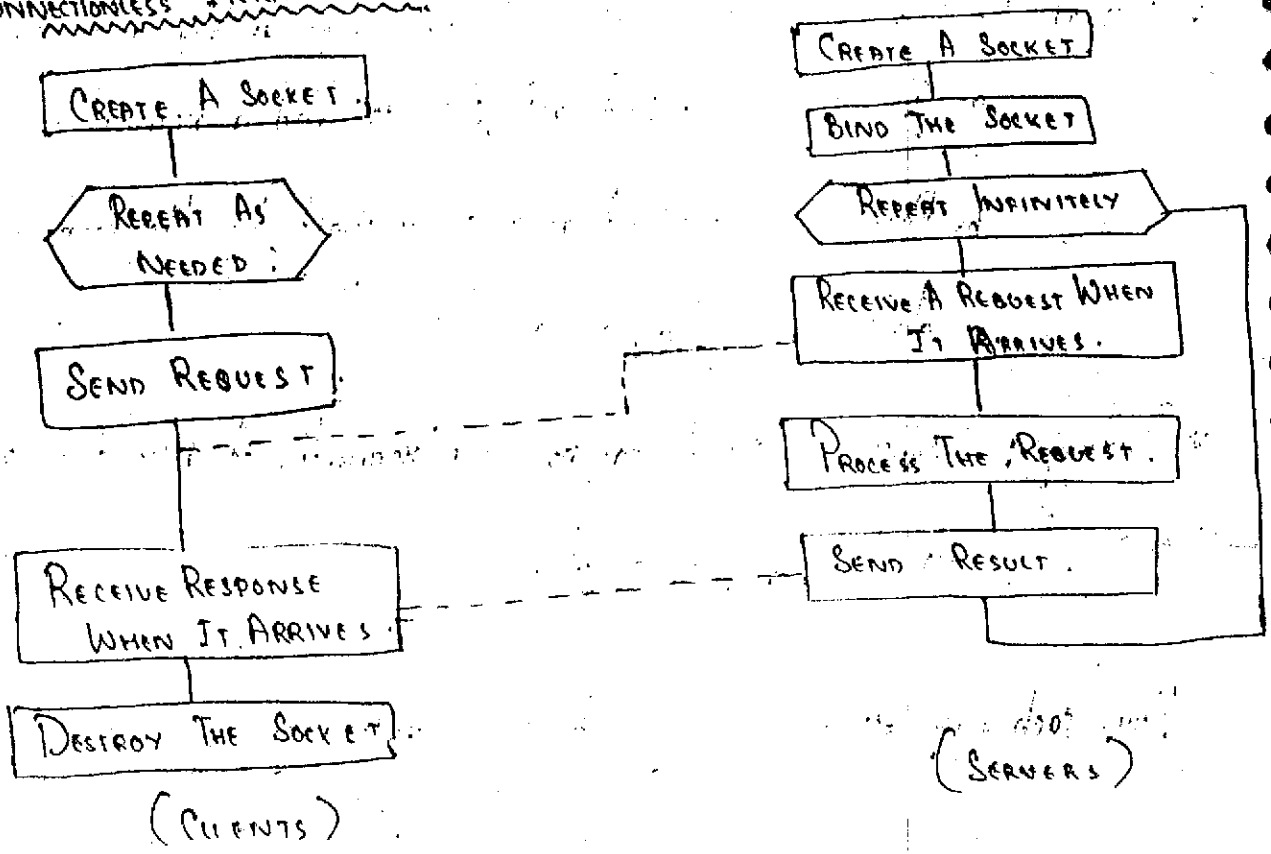 CONNECTIONLESS
CREATE A SOCKET.
REPEAT AS
NEEDED:
SEND REQUEST.
RECEIVE RESPONSE
WHEN IT ARRIVES.
DESTROY THE SOCKET
(CLIENTS)
CREATE A SOCKET
BIND THE SOCKET
REPEAT INFINITELY
RECEIVE A REQUEST WHEN
IT ARRIVES.
PROCESS THE REQUEST.
SEND RESULT.
(SERVERS)